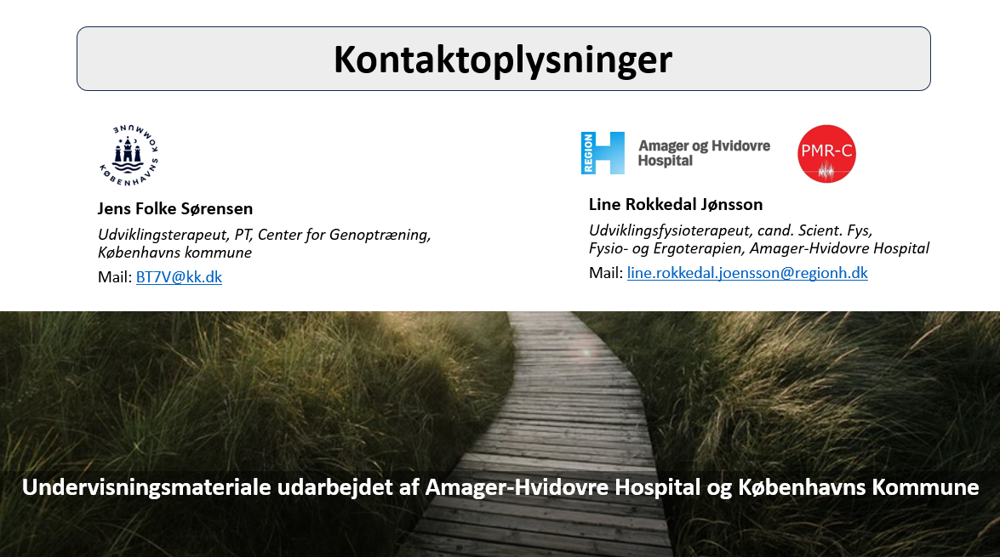 Kontaktoplysninger
KØBENHAVNS KOMMUNE
Jens Folke Sørensen
Udviklingsterapeut, PT, Center for Genoptræning,
Københavns kommune
Mail: BT7V@kk.dk
REGION
H
Amager og Hvidovre
Hospital
PMR-C
Line Rokkedal Jønsson
Udviklingsfysioterapeut, cand. Scient. Fys,
Fysio- og Ergoterapien, Amager-Hvidovre Hospital
Mail: line.rokkedal.joensson@regionh.dk
Undervisningsmateriale udarbejdet af Amager-Hvidovre Hospital og Københavns Kommune